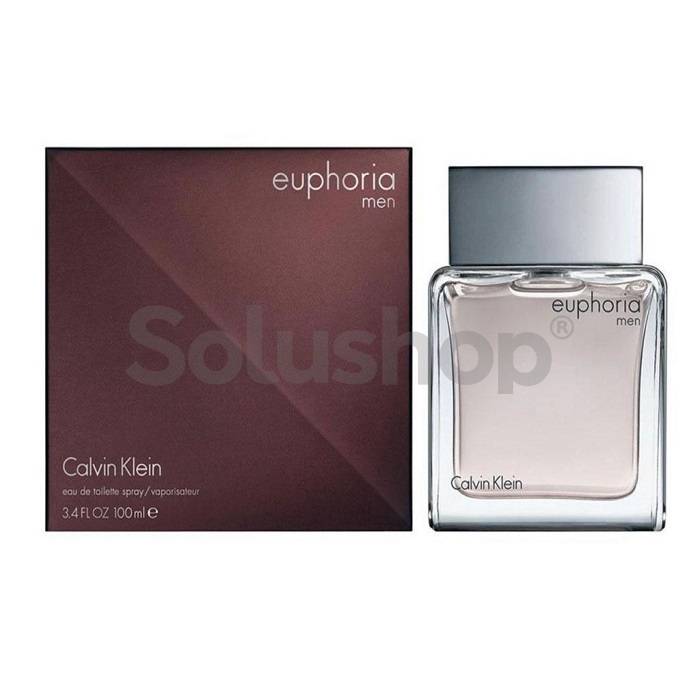 euphoria
men
Calvin Klein
eau de toilette spray/vaporisateur
3.4 FL OZ 100 ml ℮
euphoria
men
Calvin Klein
Solushop®